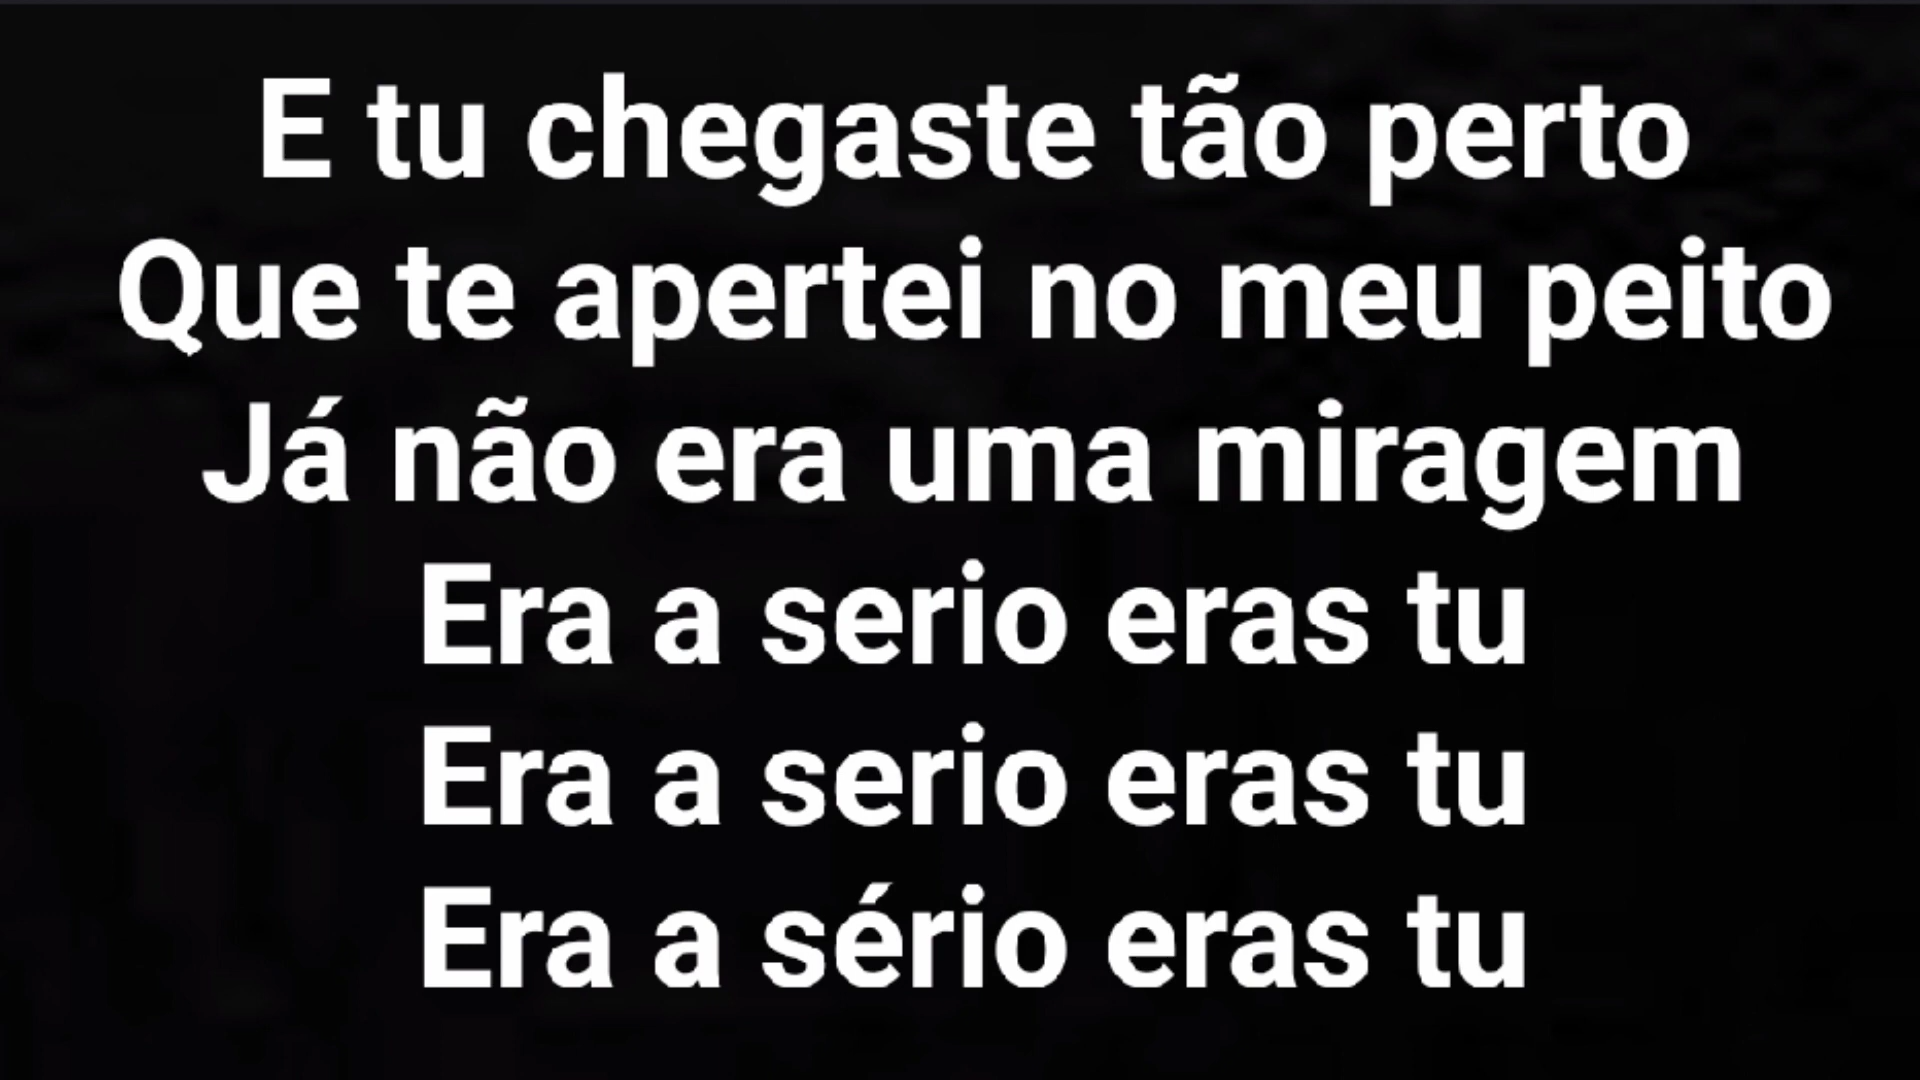 E tu chegaste tão perto
Que te apertei no meu peito
Já não era uma miragem
Era a serio eras tu
Era a serio eras tu
Era a sério eras tu